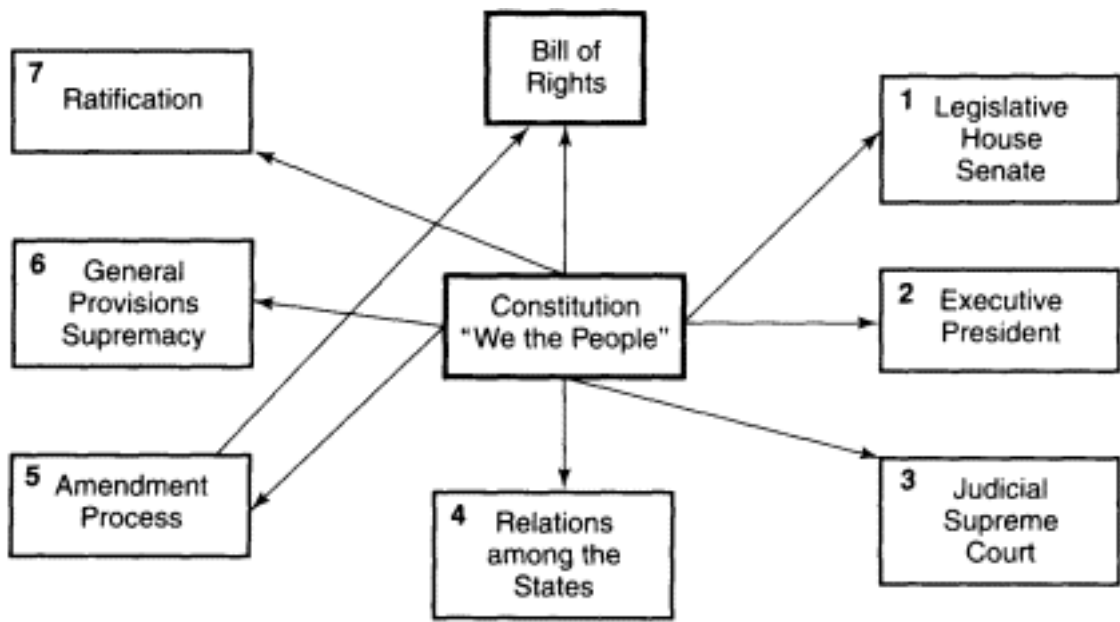 Bill of
Rights
7
Ratification
1
Legislative
House
Senate
6
General
Provisions
Supremacy
Constitution
“We the People”
2
Executive
President
5
Amendment
Process
4
Relations
among the
States
3
Judicial
Supreme
Court